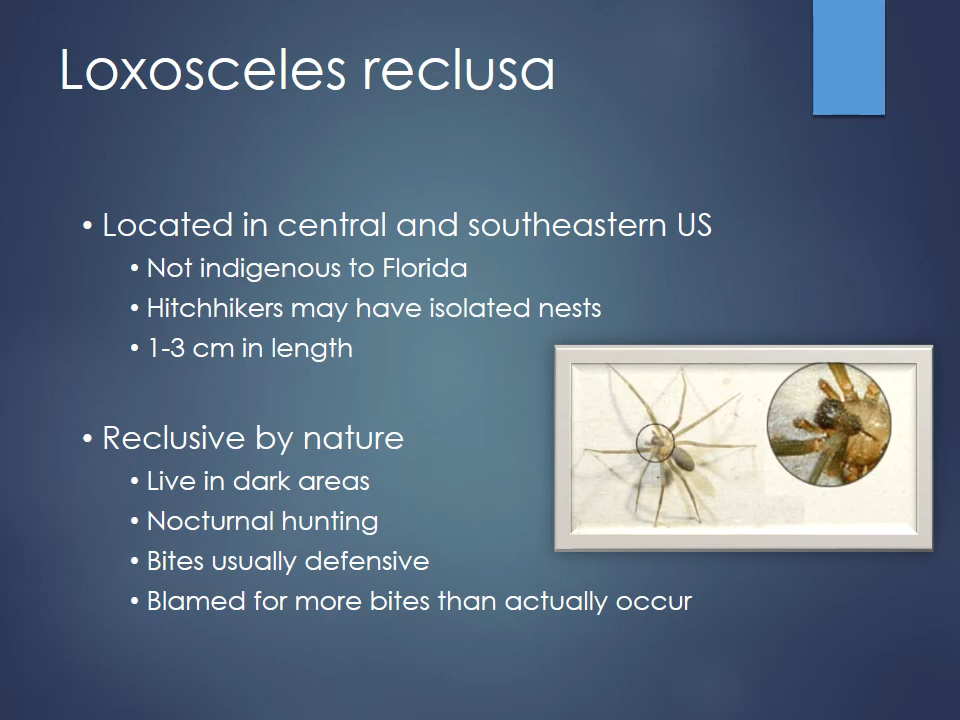 Loxosceles reclusa
• Located in central and southeastern US
• Not indigenous to Florida
• Hitchhikers may have isolated nests
• 1-3 cm in length
• Reclusive by nature
• Live in dark areas
• Nocturnal hunting
• Bites usually defensive
• Blamed for more bites than actually occur